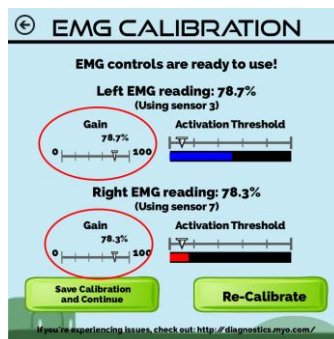 EMG CALIBRATION
EMG controls are ready to use!
Left EMG reading: 78.7%
(Using sensor 3)
Gain
Activation Threshold
78.7%
0
100
Right EMG reading: 78.3%
(Using sensor 7)
Gain
Activation Threshold
78.3%
0
100
Save Calibration
and Continue
Re-Calibrate
If you're experiencing issues, check out: http://diagnostics.myo.com/